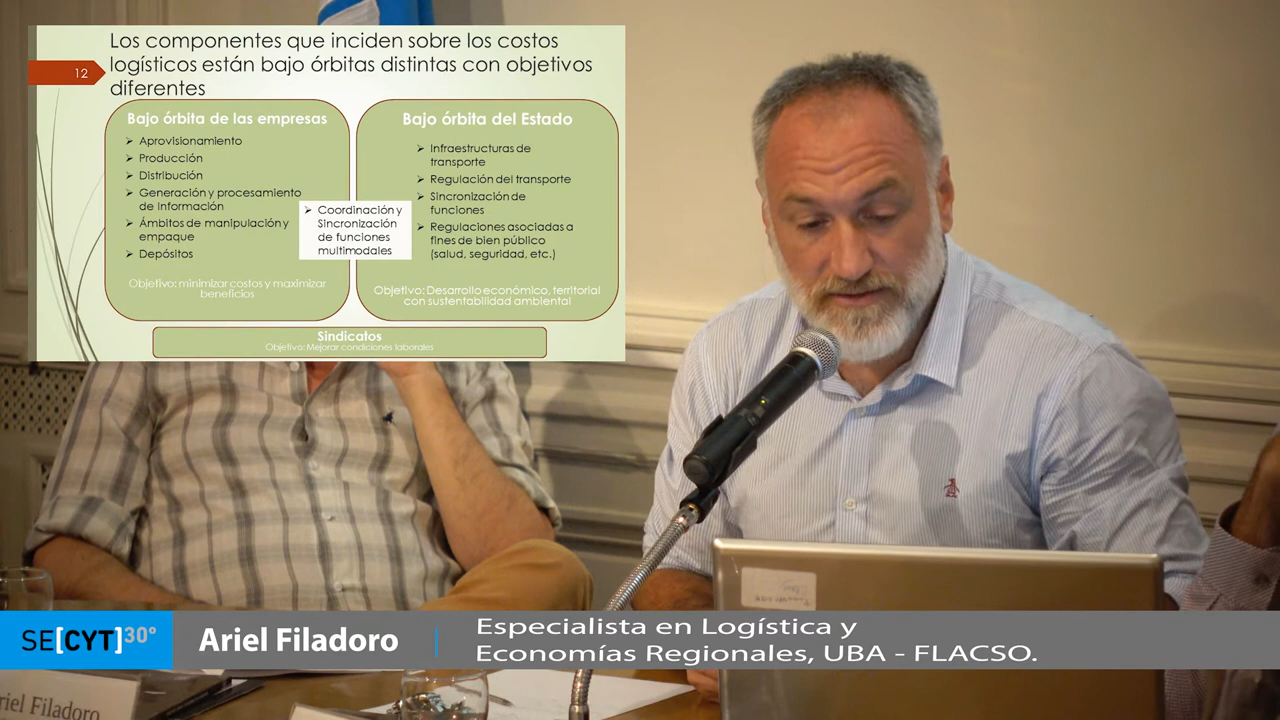 Los componentes que inciden sobre los costos
logísticos están bajo órbitas distintas con objetivos
diferentes
12
Bajo órbita de las empresas
➢ Aprovisionamiento
➢ Producción
➢ Distribución
➢ Generación y procesamiento
de Información
➢ Ámbitos de manipulación y
empaque
➢ Depósitos
Objetivo: minimizar costos y maximizar
beneficios
➢ Coordinación y
Sincronización
de funciones
multimodales
Bajo órbita del Estado
➢ Infraestructuras de
transporte
➢ Regulación del transporte
➢ Sincronización de
funciones
➢ Regulaciones asociadas a
fines de bien público
(salud, seguridad, etc.)
Objetivo: Desarrollo económico, territorial
con sustentabilidad ambiental
Sindicatos
Objetivo: Mejorar condiciones laborales
SE[CYT]30°
Ariel Filadoro
Especialista en Logística y
Economías Regionales, UBA - FLACSO.
riel Filadoro